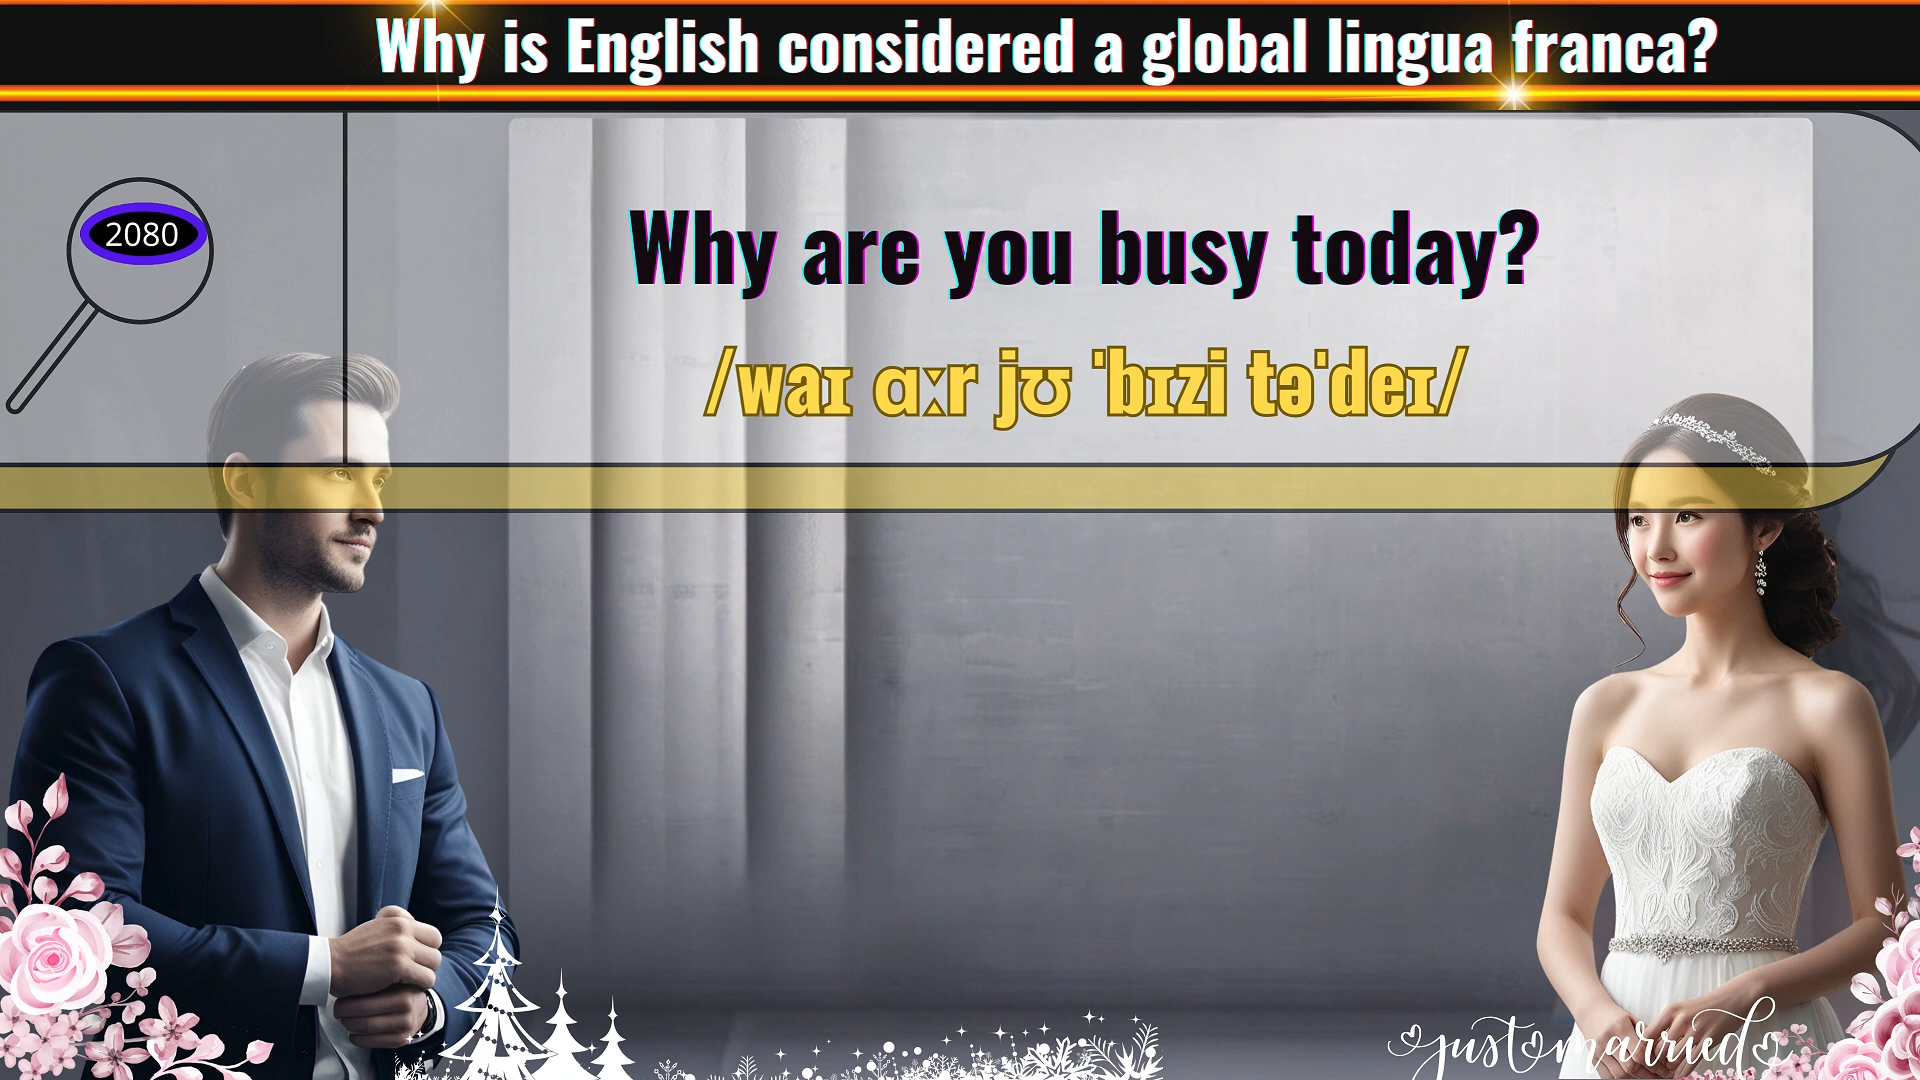 Why is English considered a global lingua franca?
2080
Why are you busy today?
/waɪ ɑːr jʊ ˈbɪzi təˈdeɪ/
just married